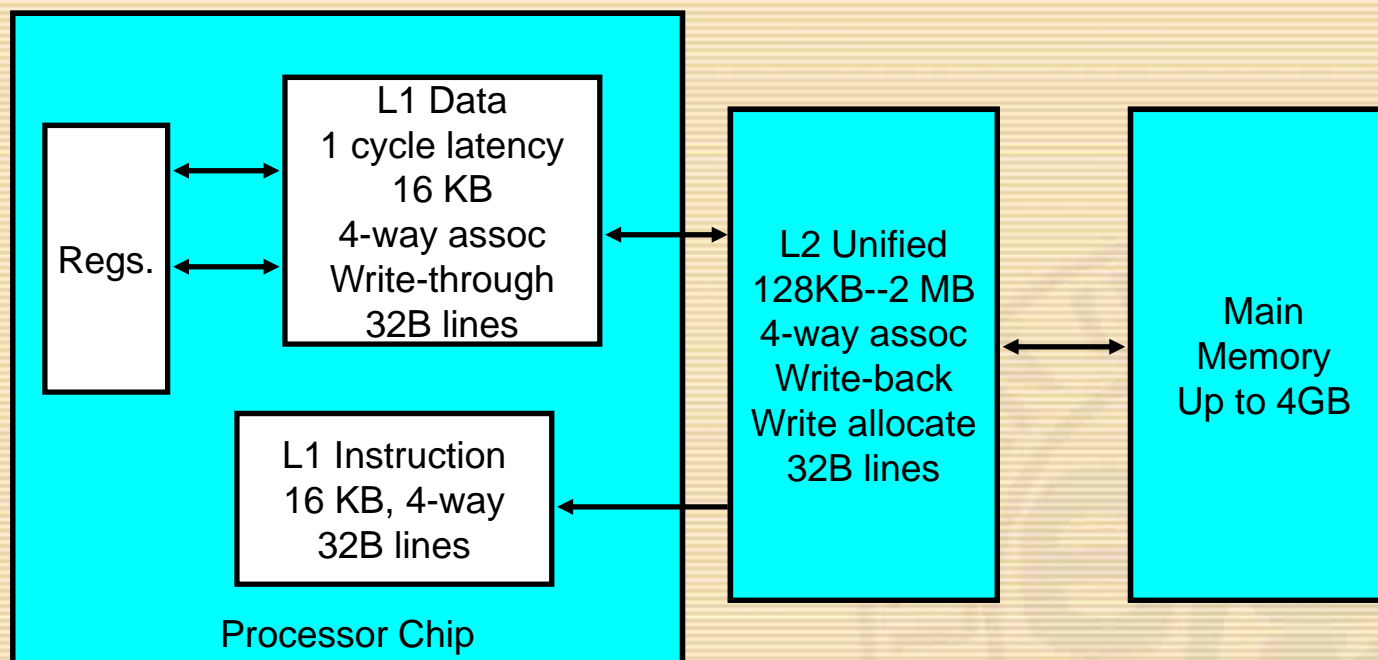 Regs.
L1 Data
1 cycle latency
16 KB
4-way assoc
Write-through
32B lines
L1 Instruction
16 KB, 4-way
32B lines
Processor Chip
L2 Unified
128KB--2 MB
4-way assoc
Write-back
Write allocate
32B lines
Main
Memory
Up to 4GB